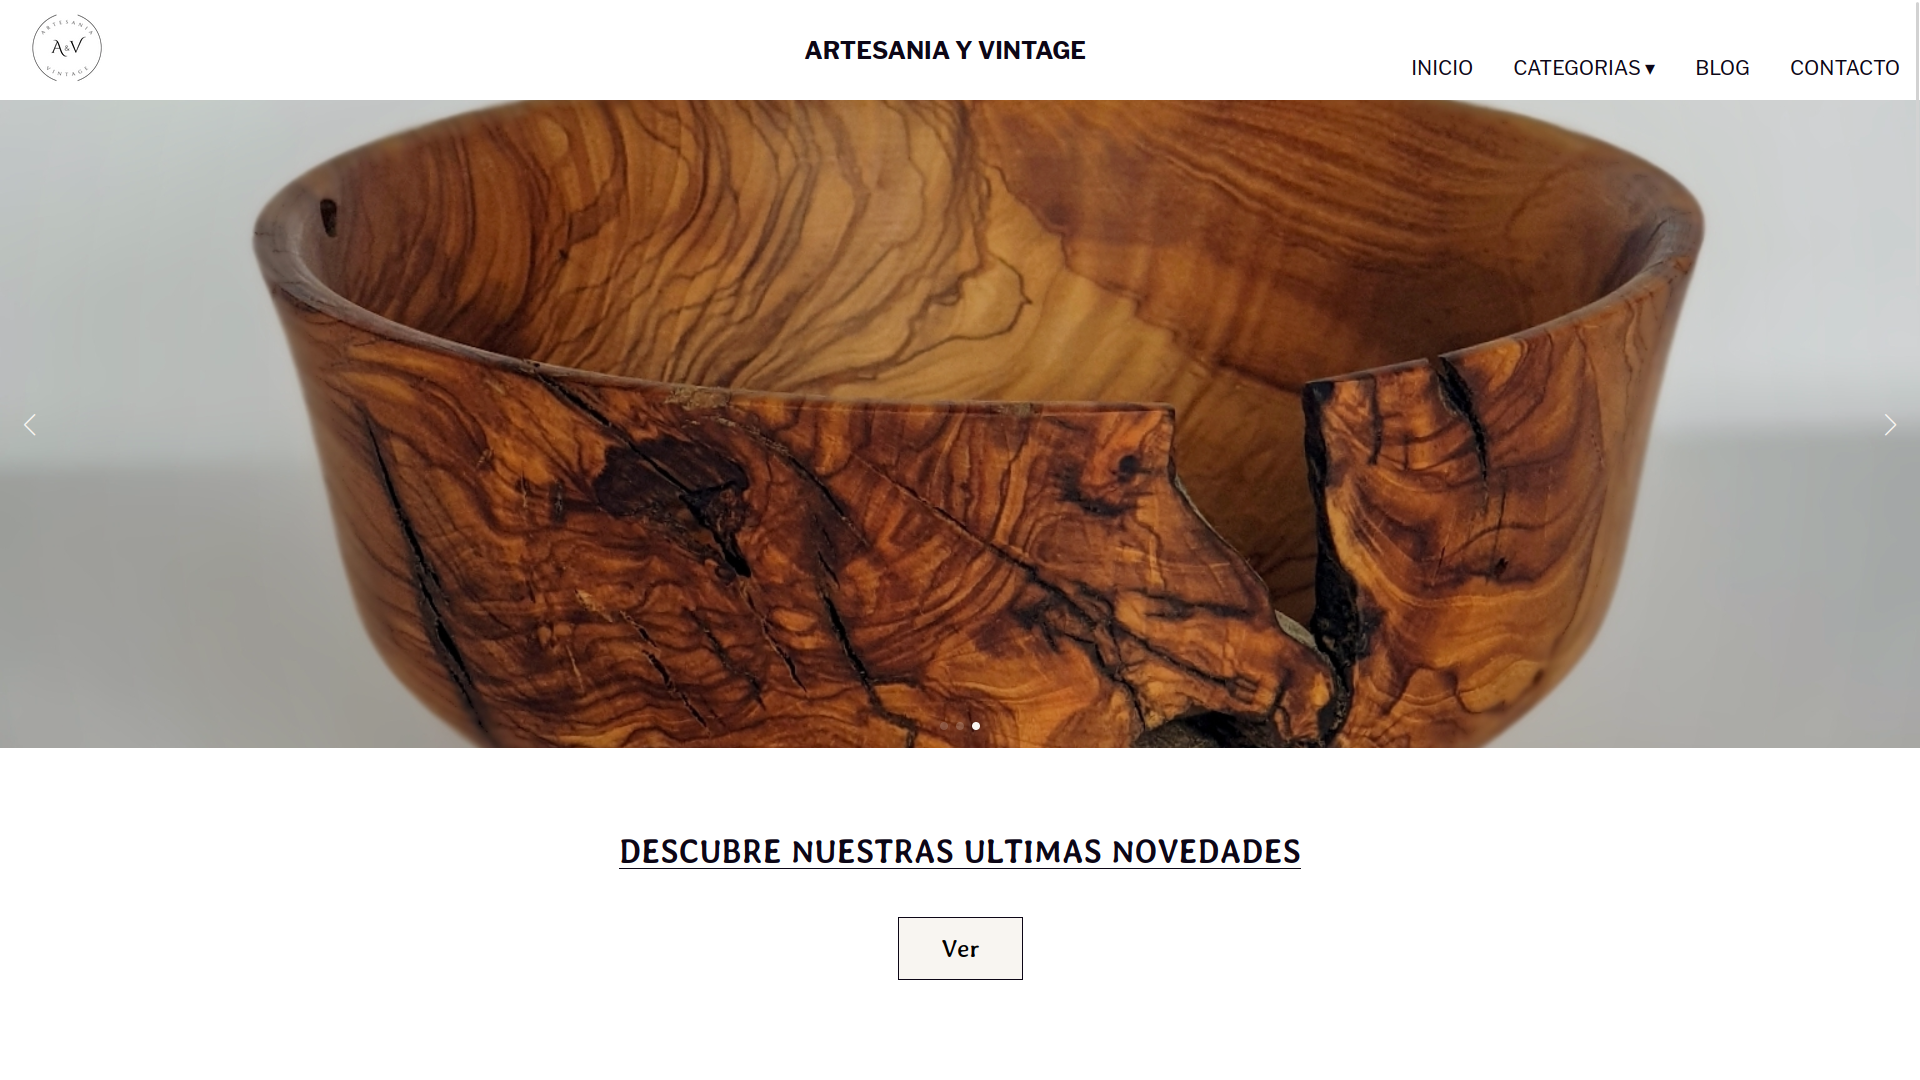 ARTESANIA
A&V
VINTAGE
ARTESANIA Y VINTAGE
INICIO
CATEGORIAS ▾
BLOG
CONTACTO
DESCUBRE NUESTRAS ULTIMAS NOVEDADES
Ver